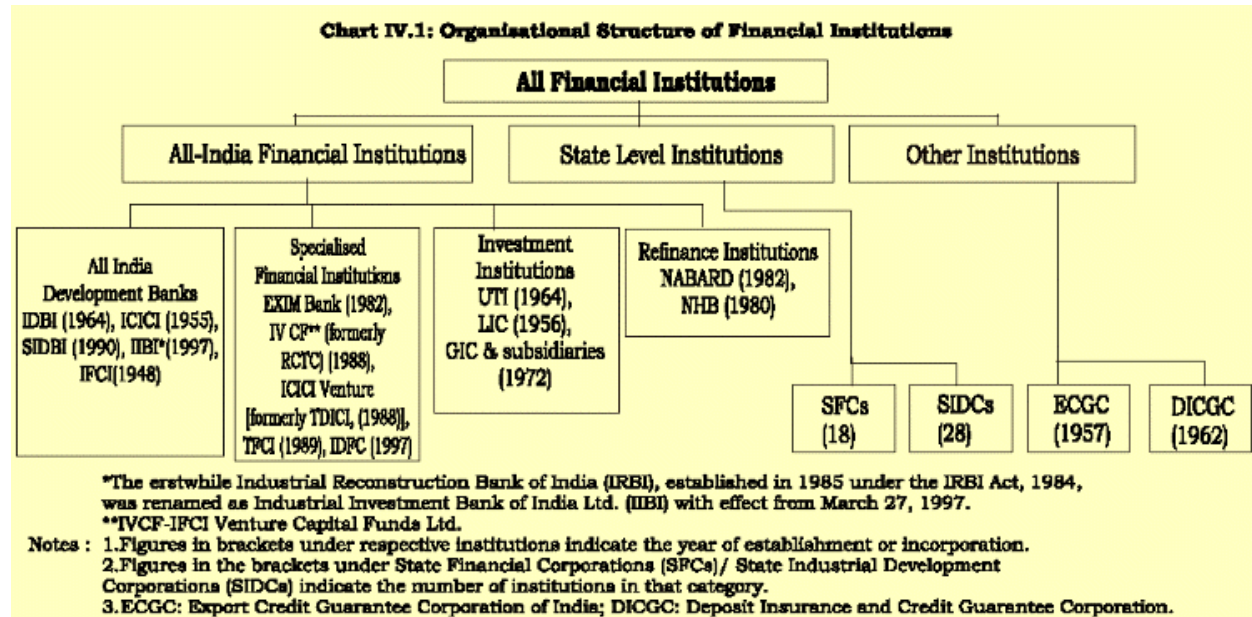 Chart IV.1: Organisational Structure of Financial Institutions
All Financial Institutions
All-India Financial Institutions
State Level Institutions
Other Institutions
All India
Development Banks
IDBI (1964), ICICI (1955),
SIDBI (1990), IIBI*(1997),
IFCI(1948)
Specialised
Financial Institutions
EXIM Bank (1982),
IV CF** (formerly
RCTC) (1988),
ICICI Venture
[formerly TDICI, (1988)],
TFCI (1989), IDFC (1997)
Investment
Institutions
UTI (1964),
LIC (1956),
GIC & subsidiaries
(1972)
Refinance Institutions
NABARD (1982),
NHB (1980)
SFCs
(18)
SIDCs
(28)
ECGC
(1957)
DICGC
(1962)
*The erstwhile Industrial Reconstruction Bank of India (IRBI), established in 1985 under the IRBI Act, 1984,
was renamed as Industrial Investment Bank of India Ltd. (IIBI) with effect from March 27, 1997.
**IVCF-IFCI Venture Capital Funds Ltd.
Notes : 1.Figures in brackets under respective institutions indicate the year of establishment or incorporation.
2.Figures in the brackets under State Financial Corporations (SFCs)/ State Industrial Development
Corporations (SIDCs) indicate the number of institutions in that category.
3.ECGC: Export Credit Guarantee Corporation of India; DICGC: Deposit Insurance and Credit Guarantee Corporation.